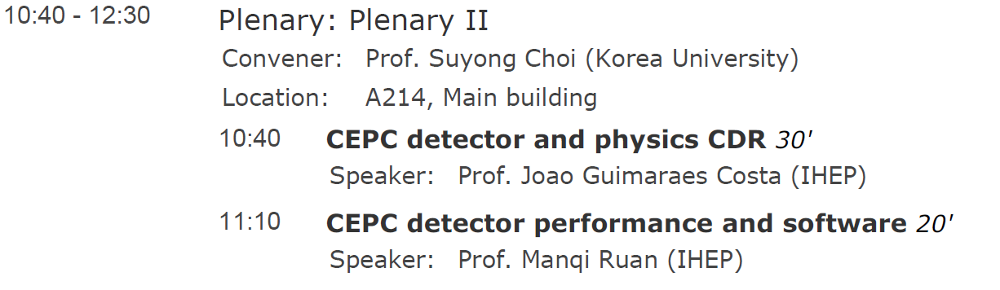 10:40 - 12:30 Plenary: Plenary II
Convener: Prof. Suyong Choi (Korea University)
Location: A214, Main building
10:40 CEPC detector and physics CDR 30'
Speaker: Prof. Joao Guimaraes Costa (IHEP)
11:10 CEPC detector performance and software 20'
Speaker: Prof. Manqi Ruan (IHEP)